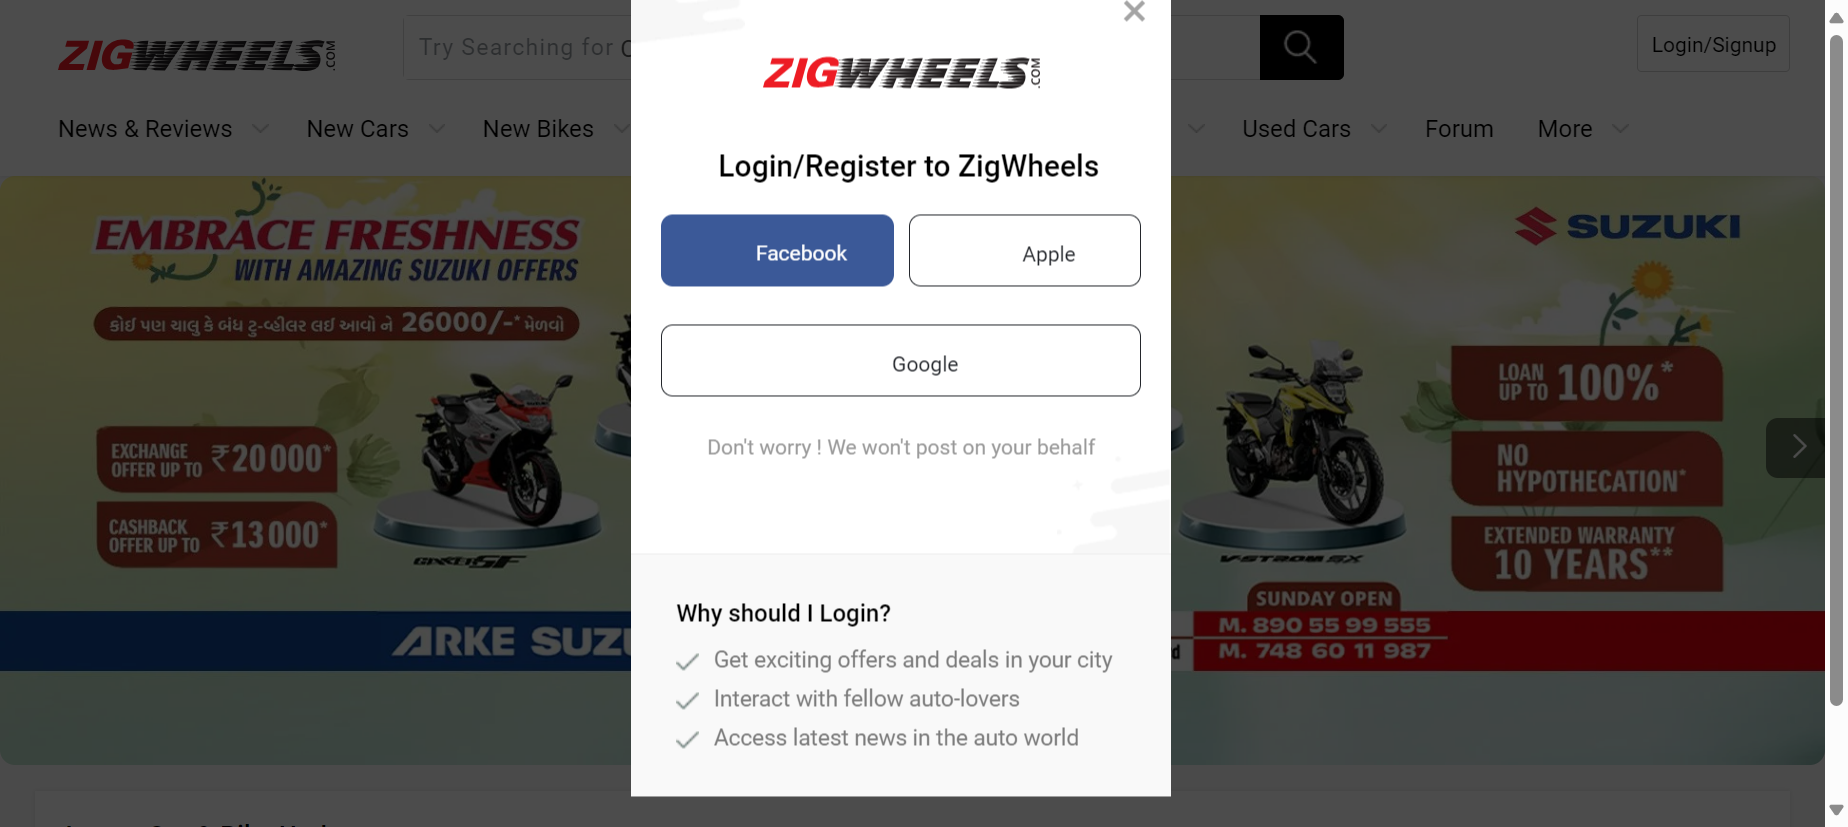 ZIGWHEELS.COM
Try Searching for
Login/Signup
News & Reviews
New Cars
New Bikes
Used Cars
Forum
More
ZIGWHEELS.COM
Login/Register to ZigWheels
Facebook
Apple
Google
Don't worry ! We won't post on your behalf
Why should I Login?
Get exciting offers and deals in your city
Interact with fellow auto-lovers
Access latest news in the auto world
EMBRACE FRESHNESS
WITH AMAZING SUZUKI OFFERS
કોઈ પણ ચાલુ કે બંધ ટુ-વ્હીલર લઈ આવો ને 26000/-* મેળવો
EXCHANGE
OFFER UP TO ₹20000*
CASHBACK
OFFER UP TO ₹13000*
GIXXER SF
ARKE
SUZUKI
LOAN
UP TO 100%*
NO
HYPOTHECATION*
EXTENDED WARRANTY
10 YEARS**
V-STROM SX
SUNDAY OPEN
M. 890 55 99 555
M. 748 60 11 987